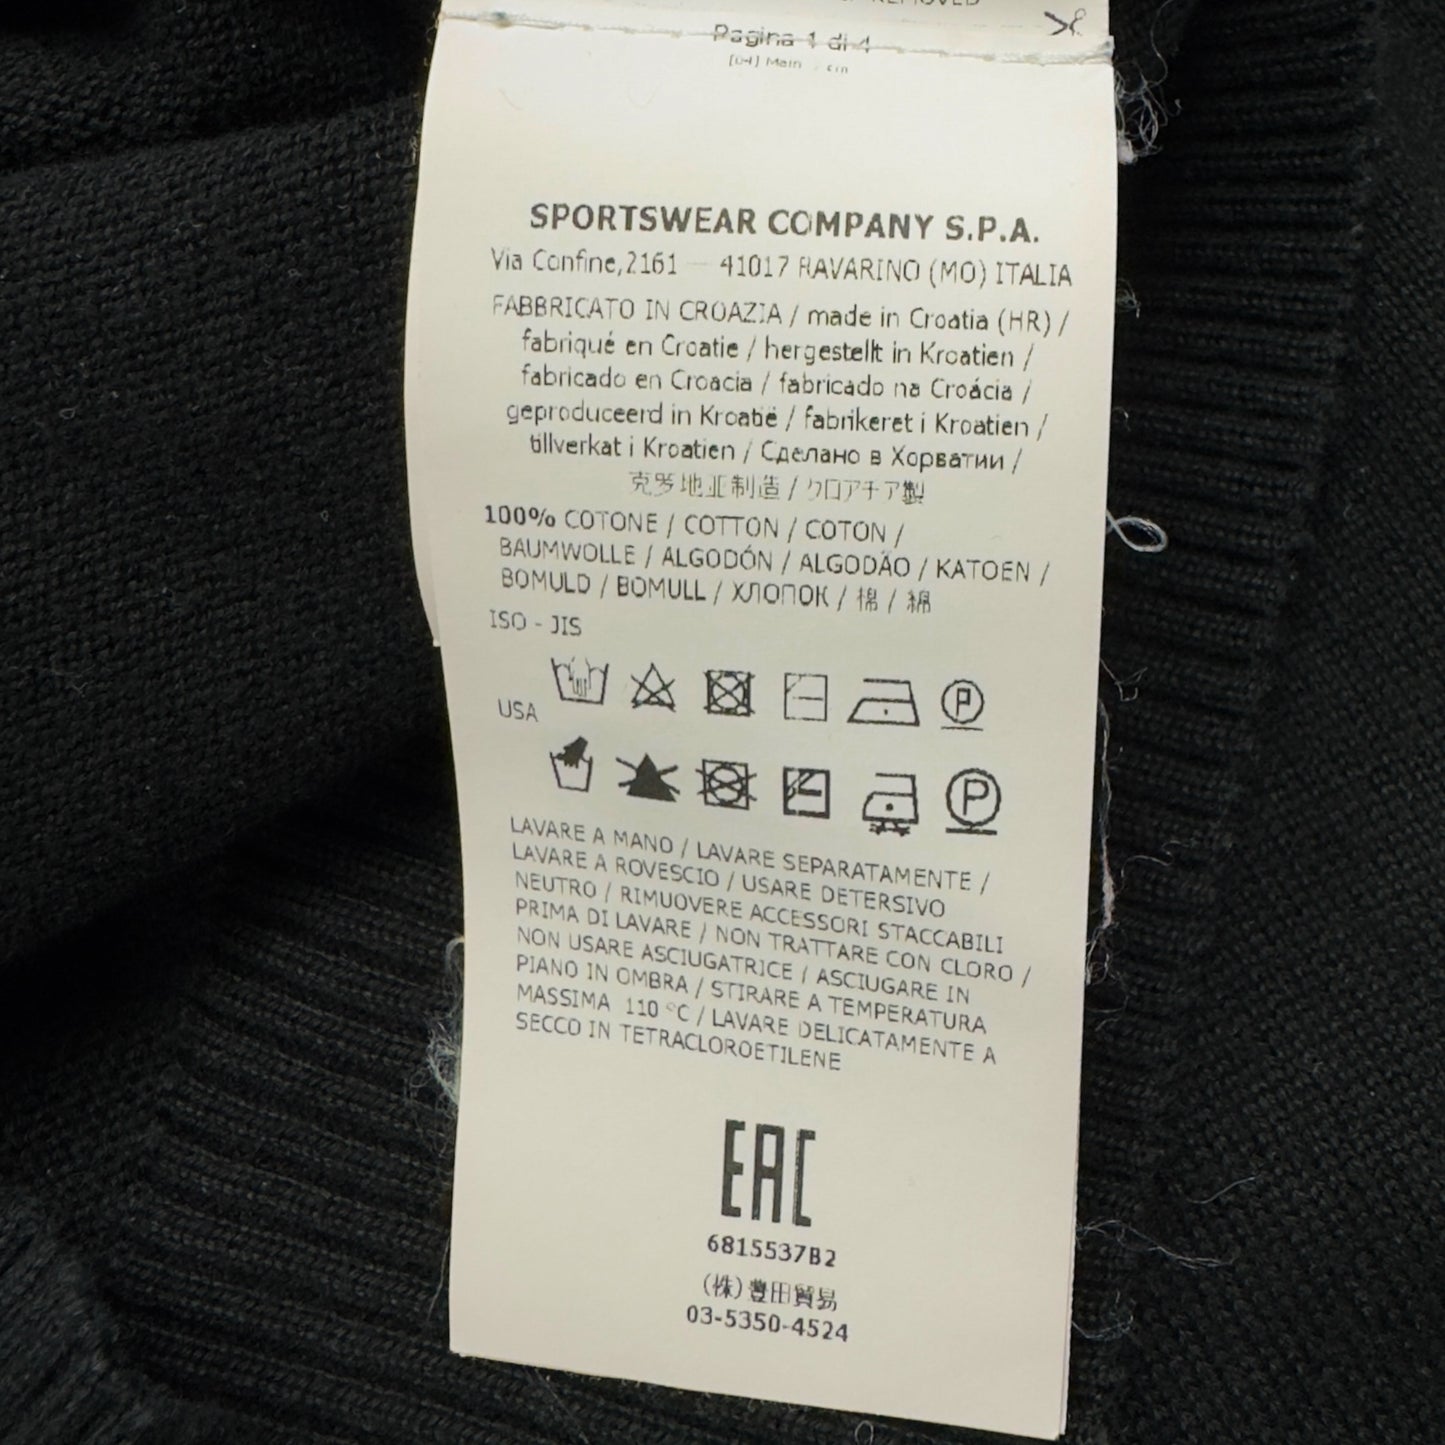 REMOVED
Pagina 1 di 4
[04] Main
SPORTSWEAR COMPANY S.P.A.
Via Confine,2161 — 41017 RAVARINO (MO) ITALIA
FABBRICATO IN CROAZIA / made in Croatia (HR) /
fabriqué en Croatie / hergestellt in Kroatien /
fabricado en Croacia / fabricado na Croácia /
geproduceerd in Kroatië / fabrikeret i Kroatien /
tillverkat i Kroatien / Сделано в Хорватии /
克罗地亚制造 / クロアチア製
100% COTONE / COTTON / COTON /
BAUMWOLLE / ALGODÓN / ALGODÃO / KATOEN /
BOMULD / BOMULL / ХЛОПОК / 棉 / 綿
ISO - JIS
P
USA
P
LAVARE A MANO / LAVARE SEPARATAMENTE /
LAVARE A ROVESCIO / USARE DETERSIVO
NEUTRO / RIMUOVERE ACCESSORI STACCABILI
PRIMA DI LAVARE / NON TRATTARE CON CLORO /
NON USARE ASCIUGATRICE / ASCIUGARE IN
PIANO IN OMBRA / STIRARE A TEMPERATURA
MASSIMA 110 °C / LAVARE DELICATAMENTE A
SECCO IN TETRACLOROETILENE
EAC
6815537B2
(株)豊田貿易
03-5350-4524